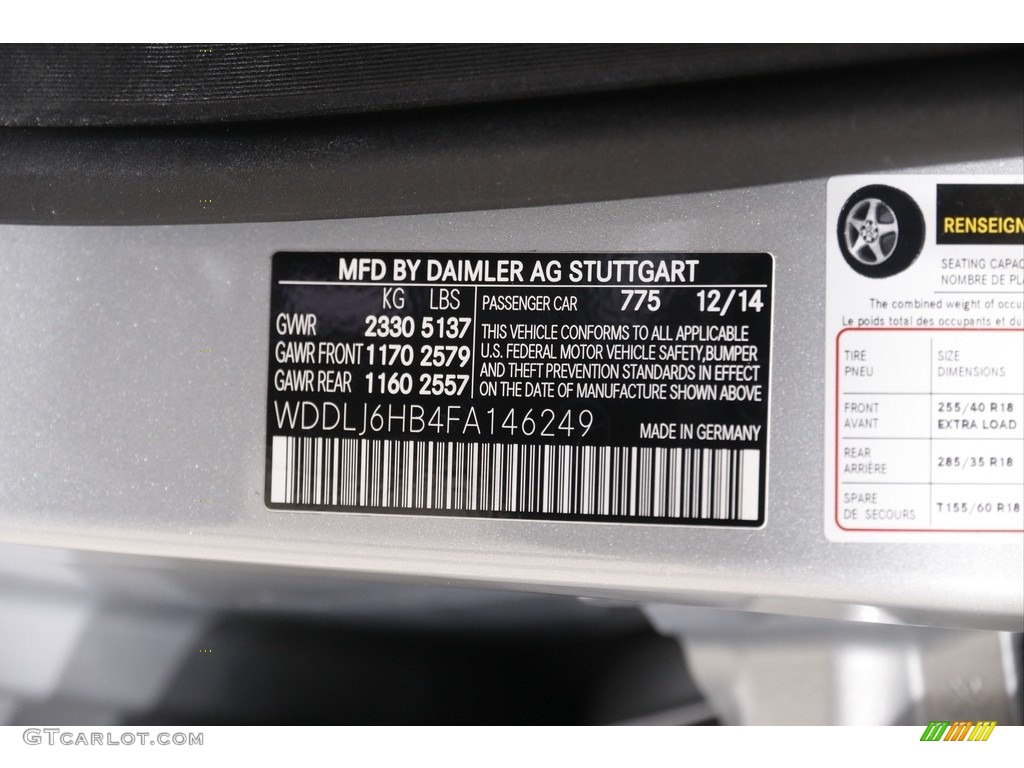 MFD BY DAIMLER AG STUTTGART
KG LBS
GVWR 2330 5137
GAWR FRONT 1170 2579
GAWR REAR 1160 2557
PASSENGER CAR 775 12/14
THIS VEHICLE CONFORMS TO ALL APPLICABLE
U.S. FEDERAL MOTOR VEHICLE SAFETY,BUMPER
AND THEFT PREVENTION STANDARDS IN EFFECT
ON THE DATE OF MANUFACTURE SHOWN ABOVE
WDDLJ6HB4FA146249
MADE IN GERMANY
RENSEIGN
SEATING CAPAC
NOMBRE DE PL
The combined weight of occu
Le poids total des occupants et du
TIRE SIZE
PNEU DIMENSIONS
FRONT 255/40 R18
AVANT EXTRA LOAD
REAR 285/35 R18
ARRIÈRE
SPARE T155/60 R18
DE SECOURS
GTcarlot.com